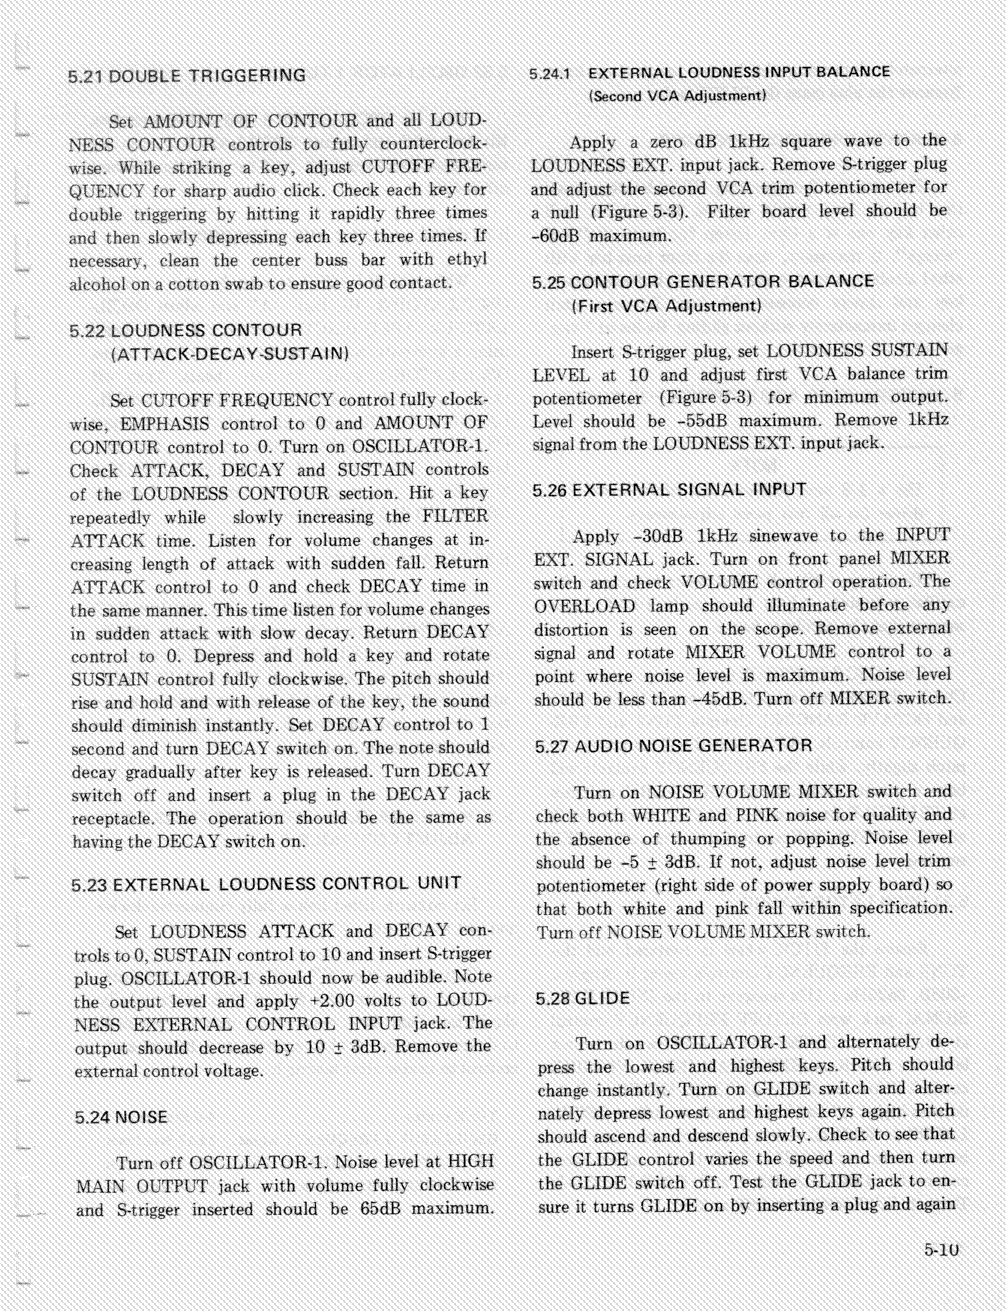 5.21 DOUBLE TRIGGERING
Set AMOUNT OF CONTOUR and all LOUD-
NESS CONTOUR controls to fully counterclock-
wise. While striking a key, adjust CUTOFF FRE-
QUENCY for sharp audio click. Check each key for
double triggering by hitting it rapidly three times
and then slowly depressing each key three times. If
necessary, clean the center buss bar with ethyl
alcohol on a cotton swab to ensure good contact.
5.22 LOUDNESS CONTOUR
(ATTACK-DECAY-SUSTAIN)
Set CUTOFF FREQUENCY control fully clock-
wise, EMPHASIS control to 0 and AMOUNT OF
CONTOUR control to 0. Turn on OSCILLATOR-1.
Check ATTACK, DECAY and SUSTAIN controls
of the LOUDNESS CONTOUR section. Hit a key
repeatedly while slowly increasing the FILTER
ATTACK time. Listen for volume changes at in-
creasing length of attack with sudden fall. Return
ATTACK control to 0 and check DECAY time in
the same manner. This time listen for volume changes
in sudden attack with slow decay. Return DECAY
control to 0. Depress and hold a key and rotate
SUSTAIN control fully clockwise. The pitch should
rise and hold and with release of the key, the sound
should diminish instantly. Set DECAY control to 1
second and turn DECAY switch on. The note should
decay gradually after key is released. Turn DECAY
switch off and insert a plug in the DECAY jack
receptacle. The operation should be the same as
having the DECAY switch on.
5.23 EXTERNAL LOUDNESS CONTROL UNIT
Set LOUDNESS ATTACK and DECAY con-
trols to 0, SUSTAIN control to 10 and insert S-trigger
plug. OSCILLATOR-1 should now be audible. Note
the output level and apply +2.00 volts to LOUD-
NESS EXTERNAL CONTROL INPUT jack. The
output should decrease by 10 ± 3dB. Remove the
external control voltage.
5.24 NOISE
Turn off OSCILLATOR-1. Noise level at HIGH
MAIN OUTPUT jack with volume fully clockwise
and S-trigger inserted should be 65dB maximum.
5.24.1 EXTERNAL LOUDNESS INPUT BALANCE
(Second VCA Adjustment)
Apply a zero dB 1kHz square wave to the
LOUDNESS EXT. input jack. Remove S-trigger plug
and adjust the second VCA trim potentiometer for
a null (Figure 5-3). Filter board level should be
-60dB maximum.
5.25 CONTOUR GENERATOR BALANCE
(First VCA Adjustment)
Insert S-trigger plug, set LOUDNESS SUSTAIN
LEVEL at 10 and adjust first VCA balance trim
potentiometer (Figure 5-3) for minimum output.
Level should be -55dB maximum. Remove 1kHz
signal from the LOUDNESS EXT. input jack.
5.26 EXTERNAL SIGNAL INPUT
Apply -30dB 1kHz sinewave to the INPUT
EXT. SIGNAL jack. Turn on front panel MIXER
switch and check VOLUME control operation. The
OVERLOAD lamp should illuminate before any
distortion is seen on the scope. Remove external
signal and rotate MIXER VOLUME control to a
point where noise level is maximum. Noise level
should be less than -45dB. Turn off MIXER switch.
5.27 AUDIO NOISE GENERATOR
Turn on NOISE VOLUME MIXER switch and
check both WHITE and PINK noise for quality and
the absence of thumping or popping. Noise level
should be -5 ± 3dB. If not, adjust noise level trim
potentiometer (right side of power supply board) so
that both white and pink fall within specification.
Turn off NOISE VOLUME MIXER switch.
5.28 GLIDE
Turn on OSCILLATOR-1 and alternately de-
press the lowest and highest keys. Pitch should
change instantly. Turn on GLIDE switch and alter-
nately depress lowest and highest keys again. Pitch
should ascend and descend slowly. Check to see that
the GLIDE control varies the speed and then turn
the GLIDE switch off. Test the GLIDE jack to en-
sure it turns GLIDE on by inserting a plug and again
5-10